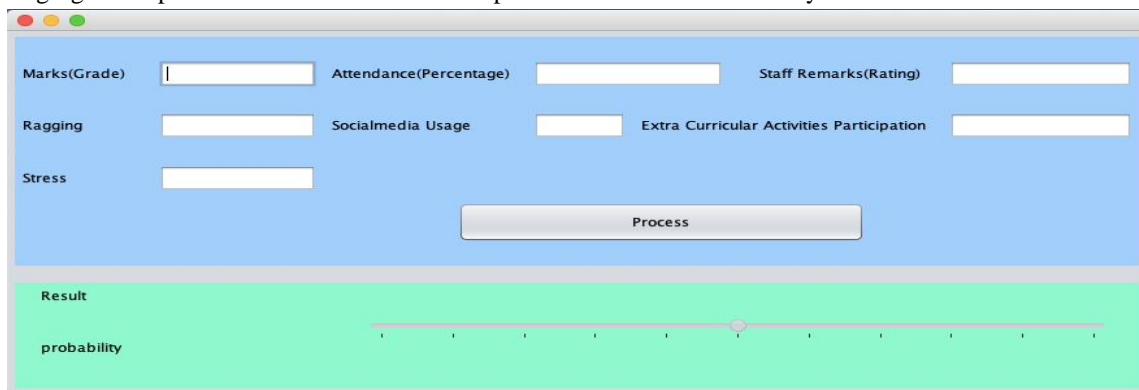 Marks(Grade) Attendance(Percentage) Staff Remarks(Rating)
Ragging Socialmedia Usage Extra Curricular Activities Participation
Stress
Process
Result
probability